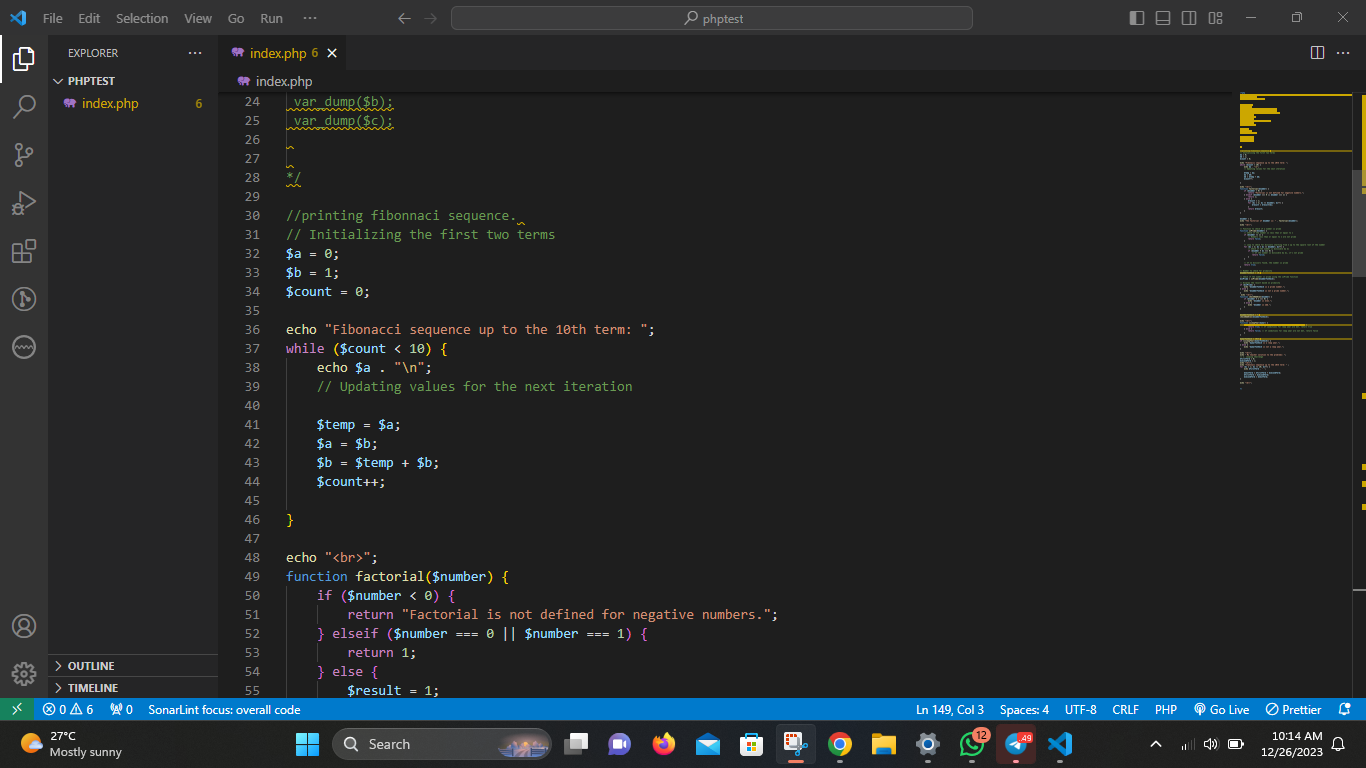 File Edit Selection View Go Run ··· phptest
EXPLORER ···
PHPTEST
index.php 6
OUTLINE
TIMELINE
index.php 6
index.php
24 var_dump($b);
25 var_dump($c);
26
27
28 */
29
30 //printing fibonnaci sequence.
31 // Initializing the first two terms
32 $a = 0;
33 $b = 1;
34 $count = 0;
35
36 echo "Fibonacci sequence up to the 10th term: ";
37 while ($count < 10) {
38 echo $a . "\n";
39 // Updating values for the next iteration
40
41 $temp = $a;
42 $a = $b;
43 $b = $temp + $b;
44 $count++;
45
46 }
47
48 echo "<br>";
49 function factorial($number) {
50 if ($number < 0) {
51 return "Factorial is not defined for negative numbers.";
52 } elseif ($number === 0 || $number === 1) {
53 return 1;
54 } else {
55 $result = 1;
0 6 0 SonarLint focus: overall code Ln 149, Col 3 Spaces: 4 UTF-8 CRLF PHP Go Live Prettier
27°C
Mostly sunny
Search
12
49
10:14 AM
12/26/2023